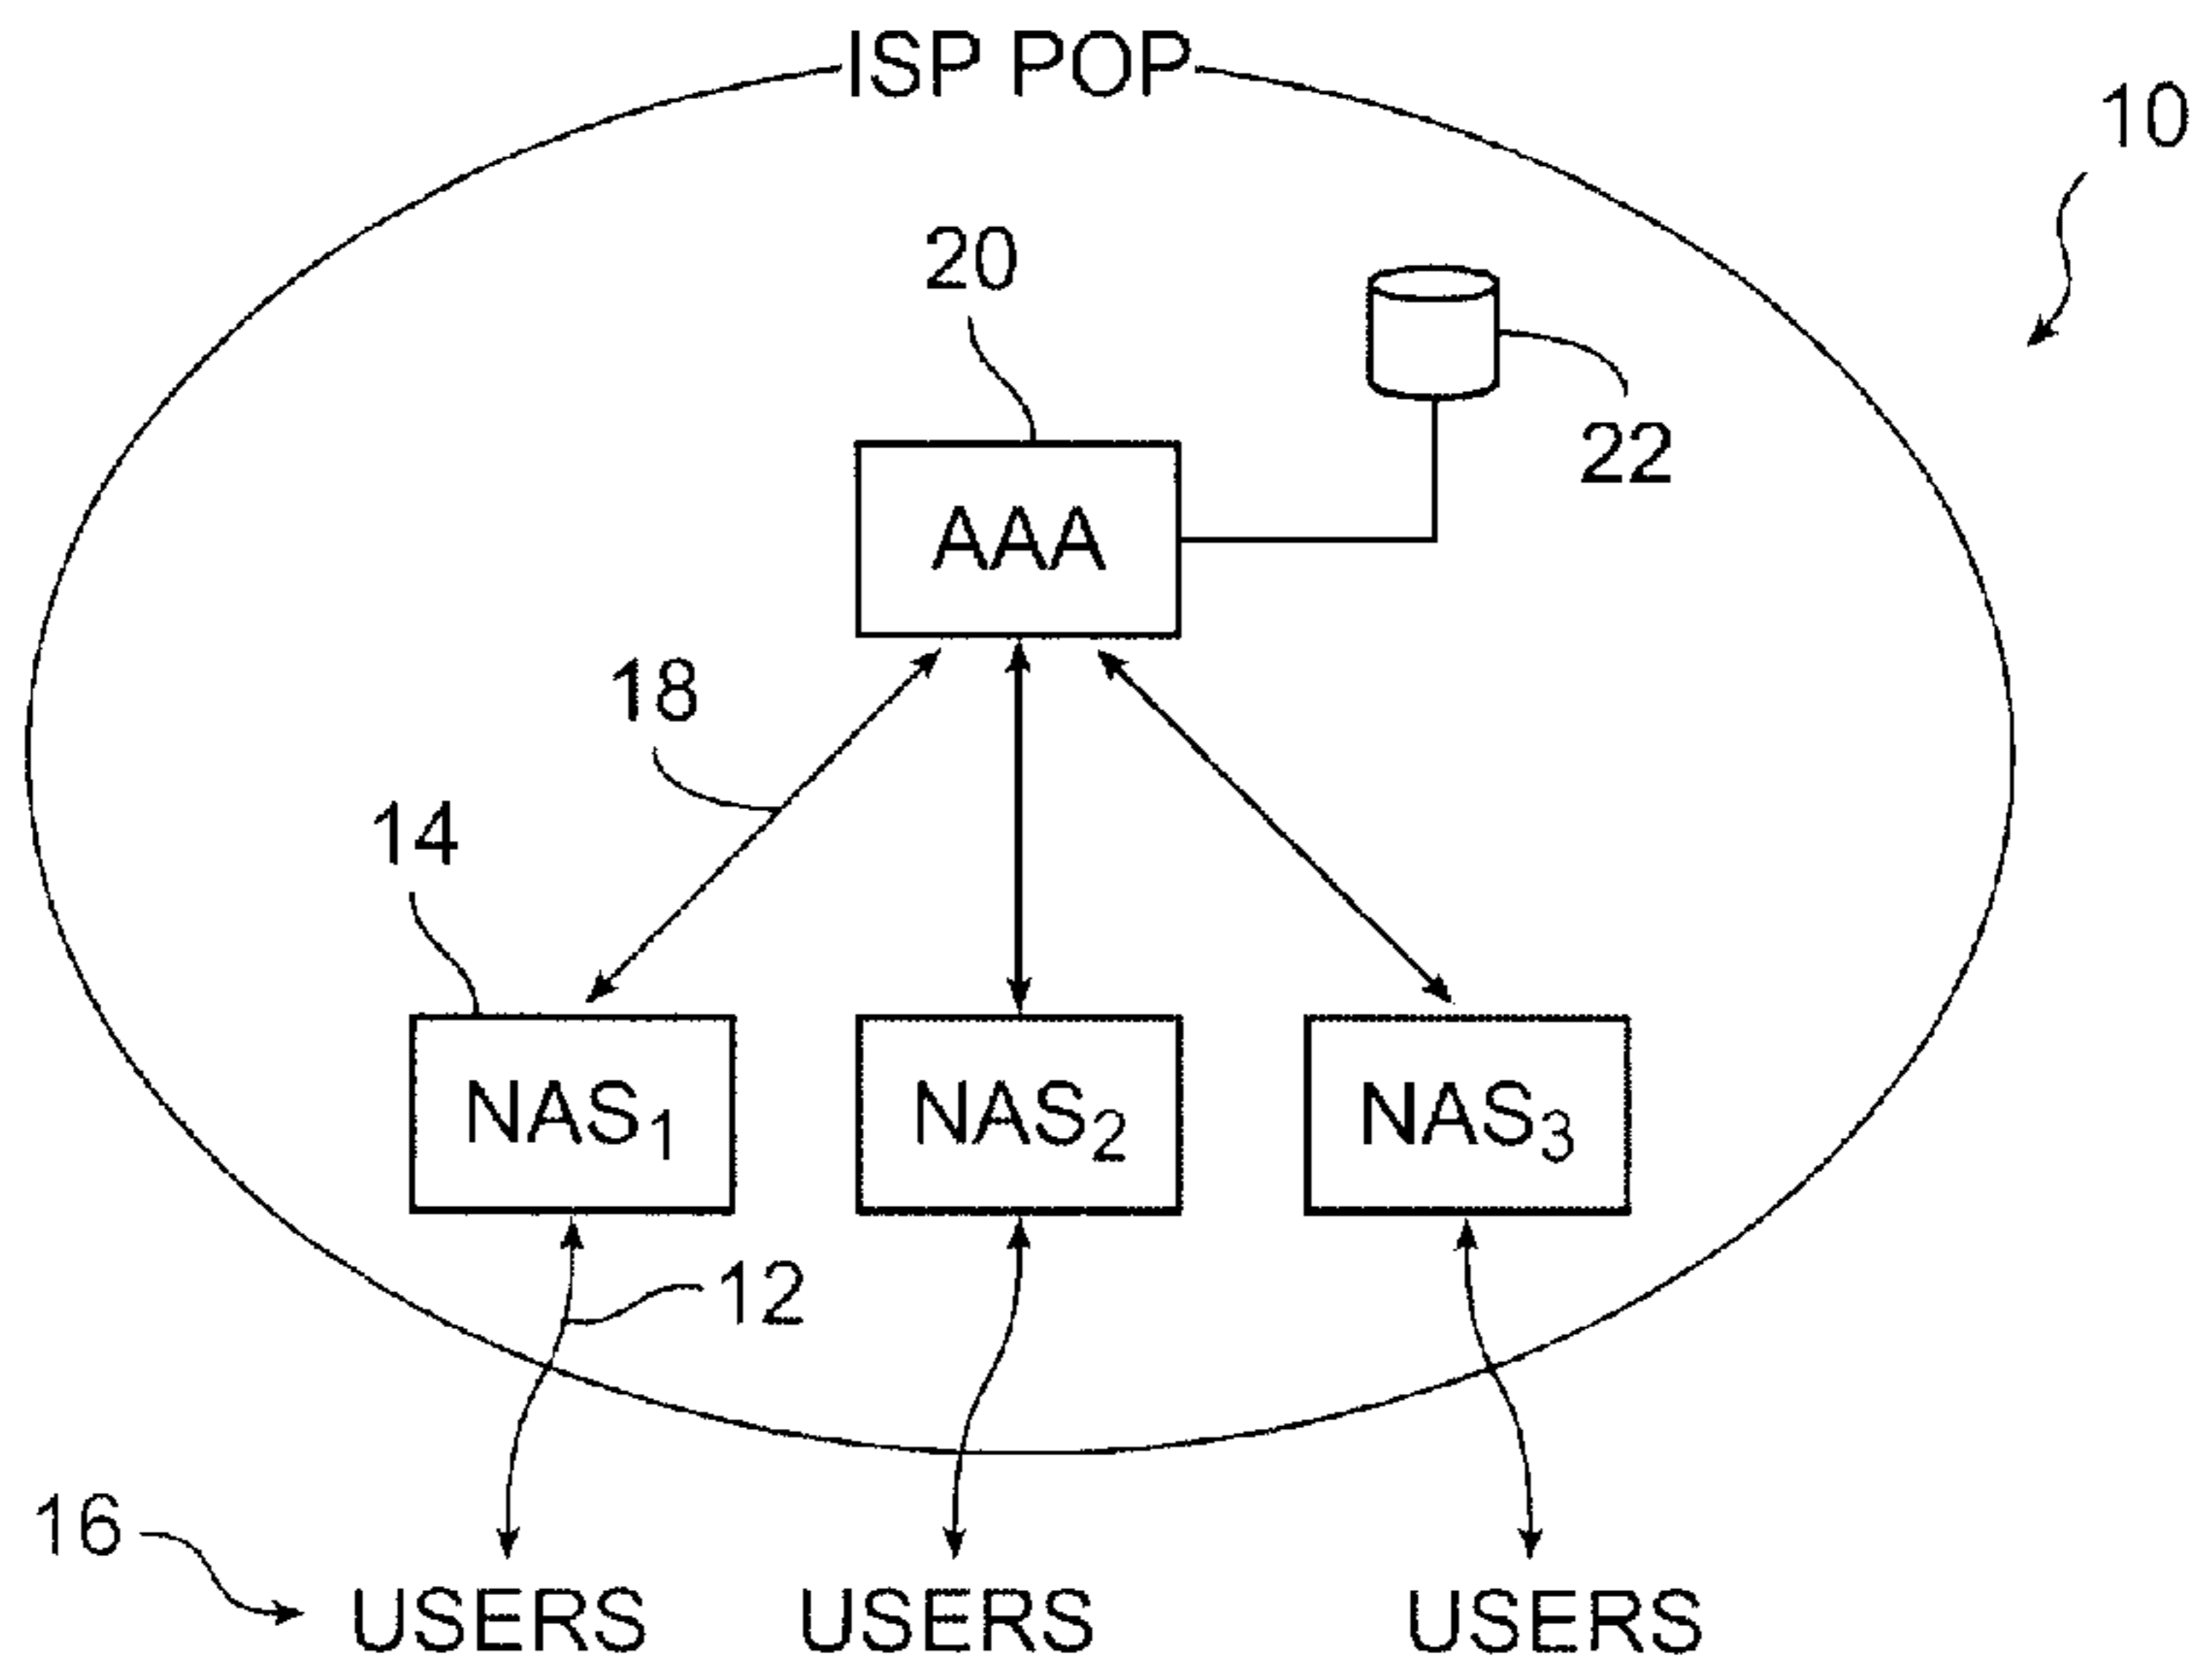 ISP POP
10
20
22
AAA
18
14
NAS1 NAS2 NAS3
12
16
USERS USERS USERS